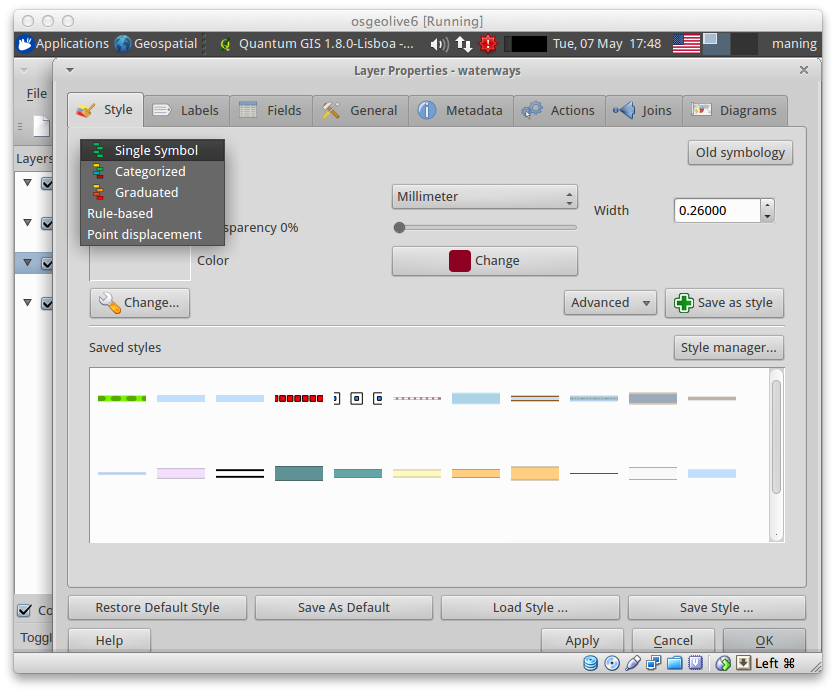 osgeolive6 [Running]
Applications Geospatial Quantum GIS 1.8.0-Lisboa -... Tue, 07 May 17:48 maning
Layer Properties - waterways
File
Style Labels Fields General Metadata Actions Joins Diagrams
Layers
Single Symbol
Categorized
Graduated
Rule-based
Point displacement
Old symbology
Millimeter
Width 0.26000
sparency 0%
Color Change
Change... Advanced Save as style
Saved styles Style manager...
Restore Default Style Save As Default Load Style ... Save Style ...
Co
Toggl
Help Apply Cancel OK
Left ⌘